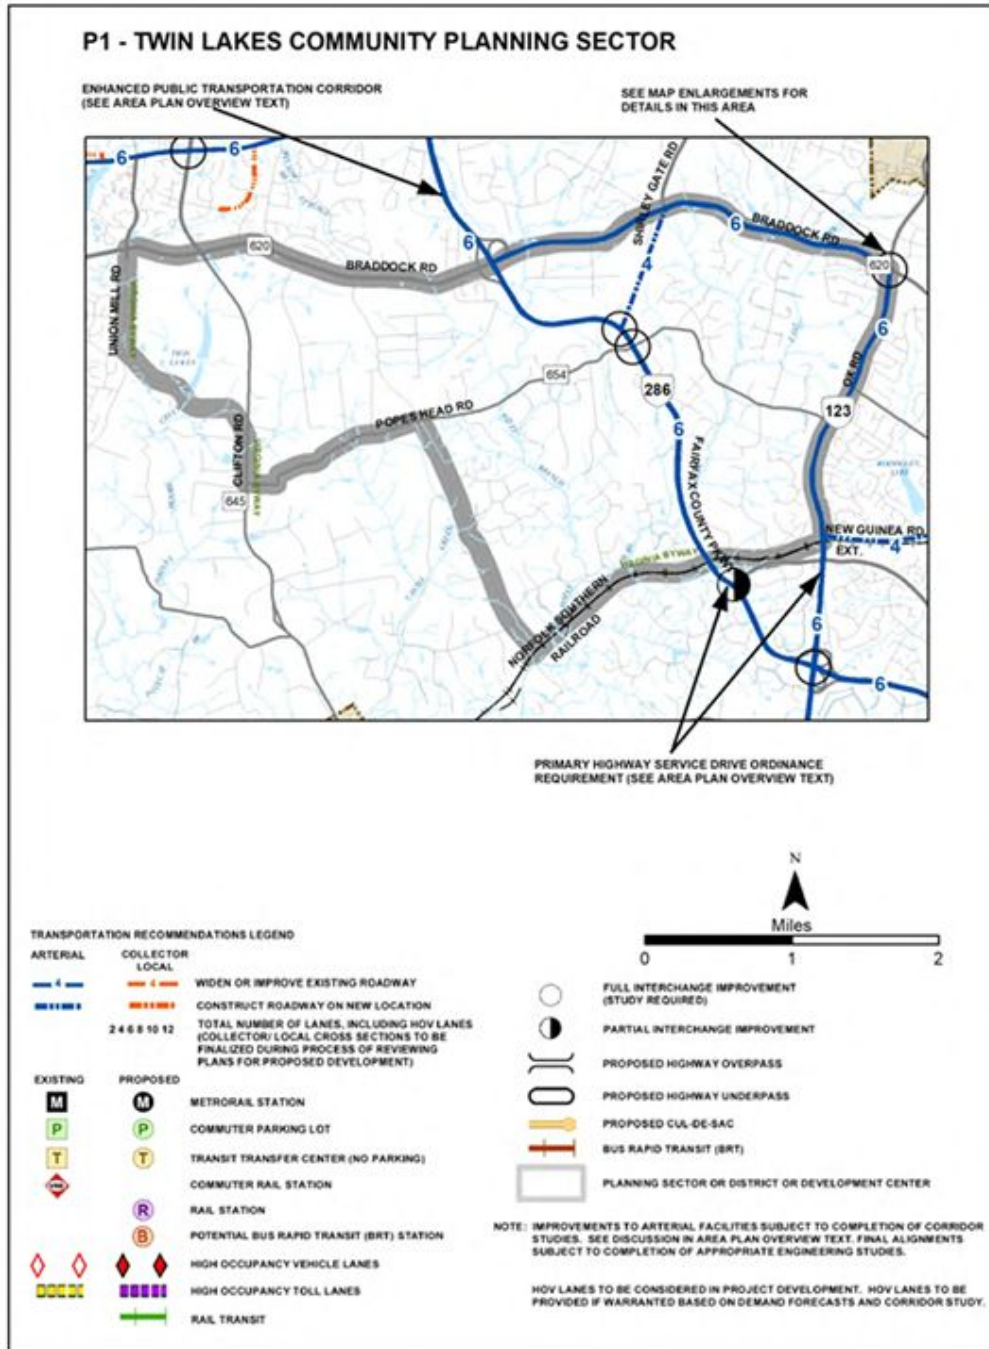 P1 - TWIN LAKES COMMUNITY PLANNING SECTOR
ENHANCED PUBLIC TRANSPORTATION CORRIDOR
(SEE AREA PLAN OVERVIEW TEXT)
SEE MAP ENLARGEMENTS FOR
DETAILS IN THIS AREA
6
6
6
SHIRLEY GATE RD
6
BRADDOCK RD
620
BRADDOCK RD
4
620
UNION MILL RD
VIRGINIA BYWAY
TWIN
LAKES
6
OX RD
654
286
123
POPES HEAD RD
6
CLIFTON RD
VIRGINIA BYWAY
645
FAIRFAX COUNTY PKWY
NEW GUINEA RD
EXT.
4
VIRGINIA BYWAY
NORFOLK SOUTHERN
RAILROAD
6
6
PRIMARY HIGHWAY SERVICE DRIVE ORDINANCE
REQUIREMENT (SEE AREA PLAN OVERVIEW TEXT)
N
Miles
0 1 2
TRANSPORTATION RECOMMENDATIONS LEGEND
ARTERIAL
COLLECTOR
LOCAL
4 4 WIDEN OR IMPROVE EXISTING ROADWAY
CONSTRUCT ROADWAY ON NEW LOCATION
2 4 6 8 10 12 TOTAL NUMBER OF LANES, INCLUDING HOV LANES
(COLLECTOR/ LOCAL CROSS SECTIONS TO BE
FINALIZED DURING PROCESS OF REVIEWING
PLANS FOR PROPOSED DEVELOPMENT)
EXISTING PROPOSED
M M METRORAIL STATION
P P COMMUTER PARKING LOT
T T TRANSIT TRANSFER CENTER (NO PARKING)
COMMUTER RAIL STATION
R RAIL STATION
B POTENTIAL BUS RAPID TRANSIT (BRT) STATION
HIGH OCCUPANCY VEHICLE LANES
HIGH OCCUPANCY TOLL LANES
RAIL TRANSIT
FULL INTERCHANGE IMPROVEMENT
(STUDY REQUIRED)
PARTIAL INTERCHANGE IMPROVEMENT
PROPOSED HIGHWAY OVERPASS
PROPOSED HIGHWAY UNDERPASS
PROPOSED CUL-DE-SAC
BUS RAPID TRANSIT (BRT)
PLANNING SECTOR OR DISTRICT OR DEVELOPMENT CENTER
NOTE: IMPROVEMENTS TO ARTERIAL FACILITIES SUBJECT TO COMPLETION OF CORRIDOR
STUDIES. SEE DISCUSSION IN AREA PLAN OVERVIEW TEXT. FINAL ALIGNMENTS
SUBJECT TO COMPLETION OF APPROPRIATE ENGINEERING STUDIES.
HOV LANES TO BE CONSIDERED IN PROJECT DEVELOPMENT. HOV LANES TO BE
PROVIDED IF WARRANTED BASED ON DEMAND FORECASTS AND CORRIDOR STUDY.